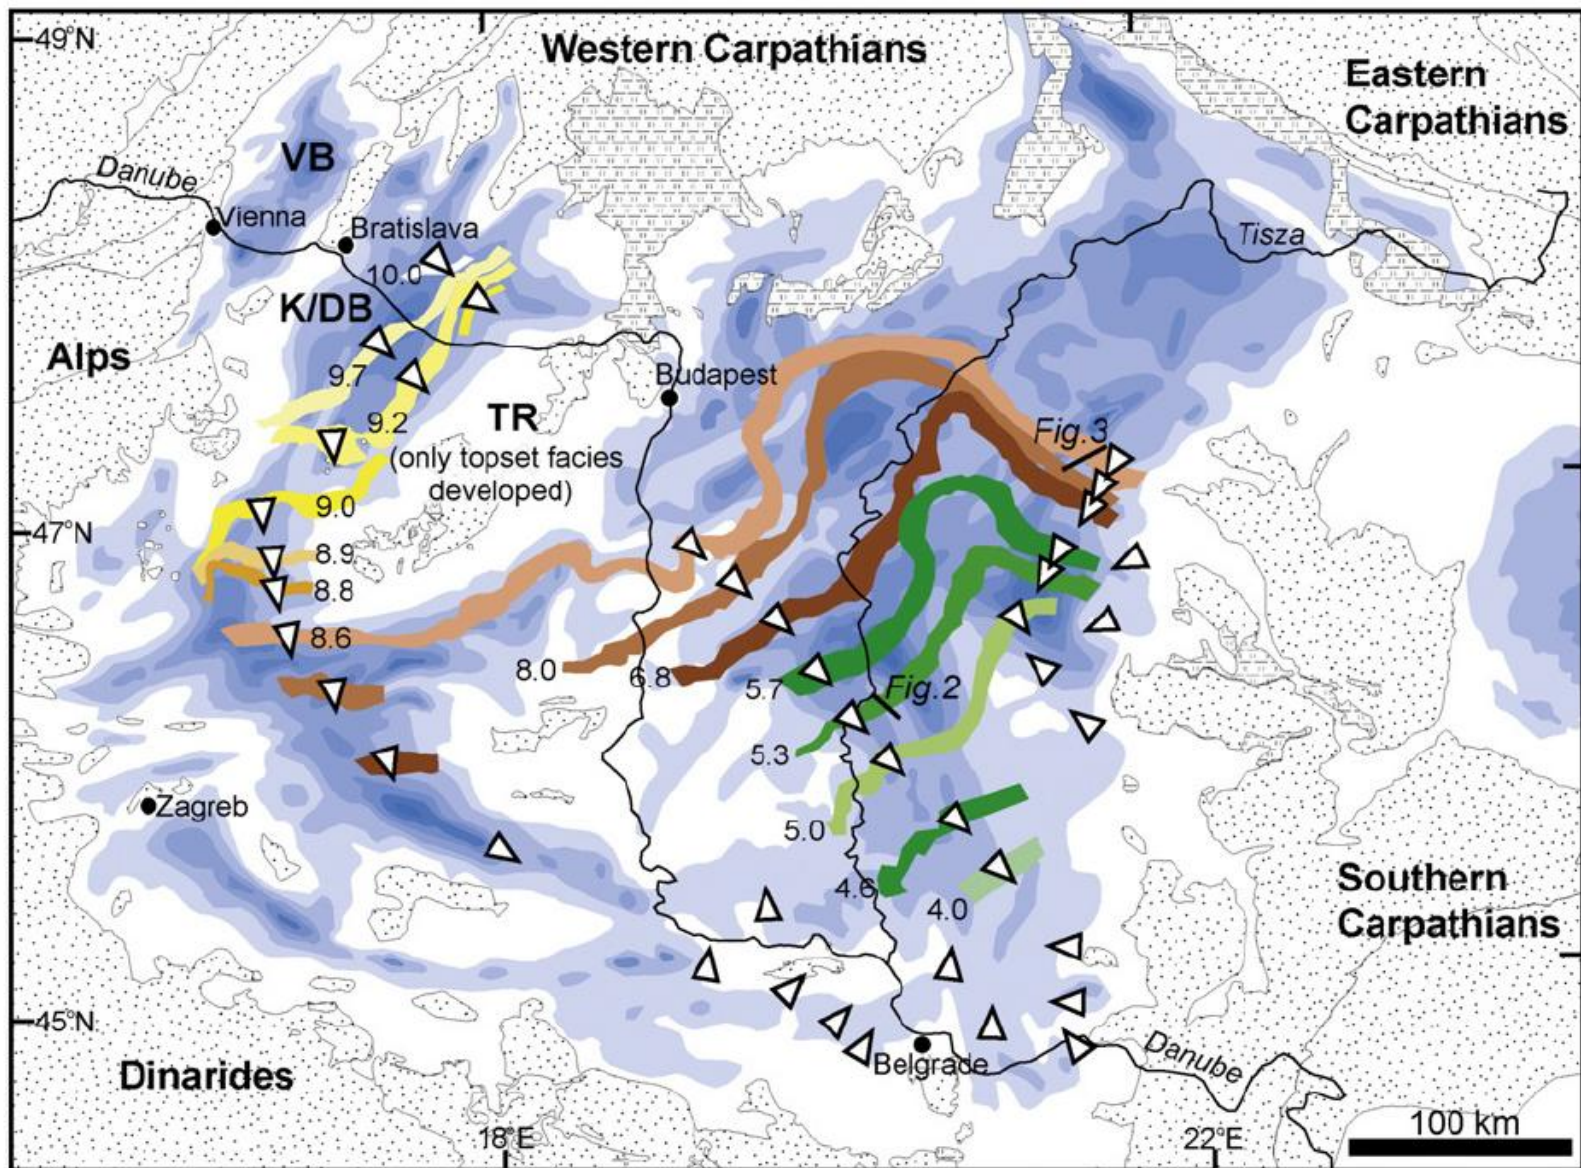 49°N
Western Carpathians
Eastern
Carpathians
VB
Danube
Vienna
Bratislava
Tisza
10.0
K/DB
Alps
9.7
Budapest
9.2
TR
(only topset facies
developed)
Fig.3
9.0
47°N
8.9
8.8
8.6
8.0
6.8
5.7
Fig.2
5.3
Zagreb
5.0
4.6
4.0
Southern
Carpathians
45°N
Belgrade
Danube
Dinarides
18°E
22°E
100 km